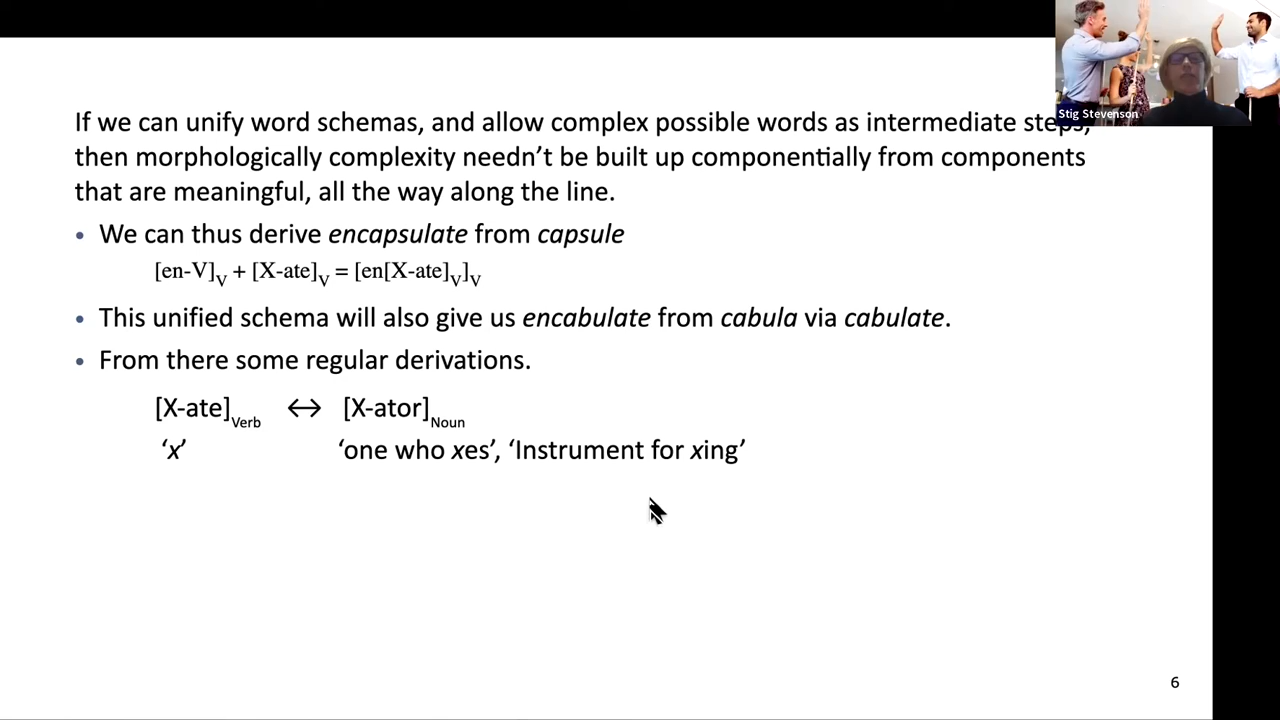 Stig Stevenson
If we can unify word schemas, and allow complex possible words as intermediate steps,
then morphologically complexity needn’t be built up componentially from components
that are meaningful, all the way along the line.
• We can thus derive encapsulate from capsule
[en-V]V + [X-ate]V = [en[X-ate]V]V
• This unified schema will also give us encabulate from cabula via cabulate.
• From there some regular derivations.
[X-ate]Verb ↔ [X-ator]Noun
‘x’ ‘one who xes’, ‘Instrument for xing’
6